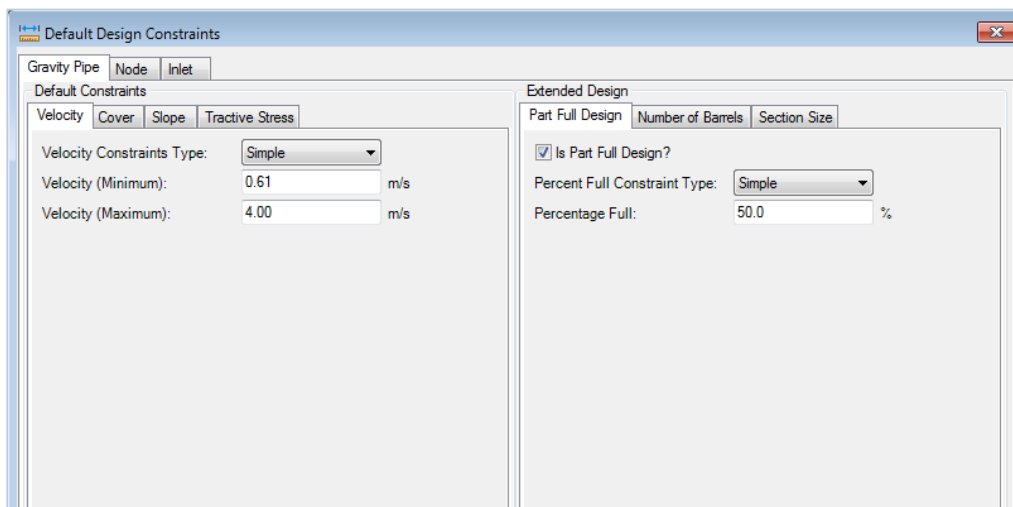 Default Design Constraints
Gravity Pipe Node Inlet
Default Constraints
Velocity Cover Slope Tractive Stress
Velocity Constraints Type: Simple
Velocity (Minimum): 0.61 m/s
Velocity (Maximum): 4.00 m/s
Extended Design
Part Full Design Number of Barrels Section Size
Is Part Full Design?
Percent Full Constraint Type: Simple
Percentage Full: 50.0 %